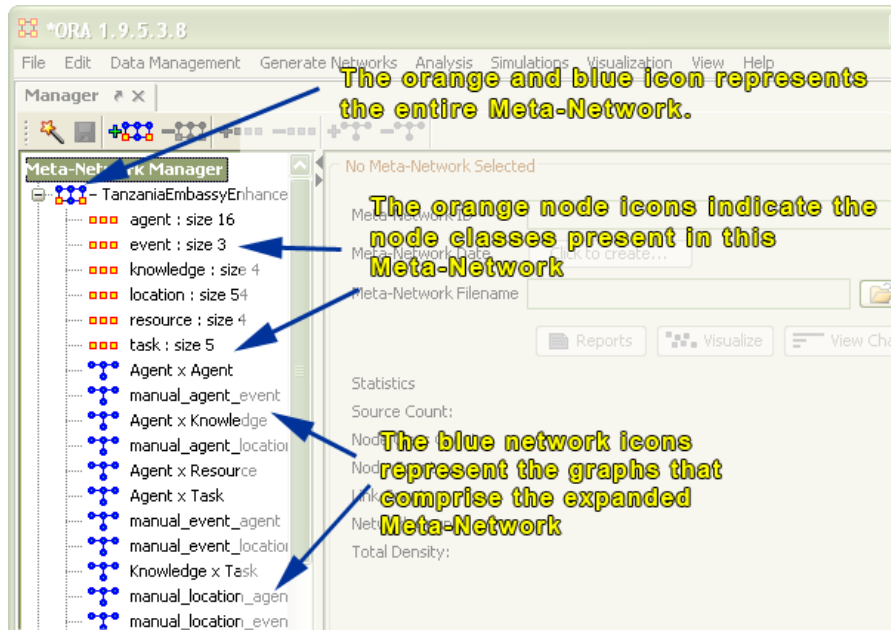 *ORA 1.9.5.3.8
File Edit Data Management Generate Networks Analysis Simulations Visualization View Help
The orange and blue icon represents
the entire Meta-Network.
Manager
Meta-Network Manager
No Meta-Network Selected
TanzaniaEmbassyEnhance
agent : size 16
Meta-Network ID
The orange node icons indicate the
node classes present in this
Meta-Network
event : size 3
Meta-Network Date
Click to create...
knowledge : size 4
location : size 54
Meta-Network Filename
resource : size 4
Reports
Visualize
View Cha
task : size 5
Agent x Agent
Statistics
manual_agent_event
Source Count:
Agent x Knowledge
The blue network icons
represent the graphs that
comprise the expanded
Meta-Network
manual_agent_location
Agent x Resource
Agent x Task
manual_event_agent
manual_event_location
Total Density:
Knowledge x Task
manual_location_agen
manual_location_even